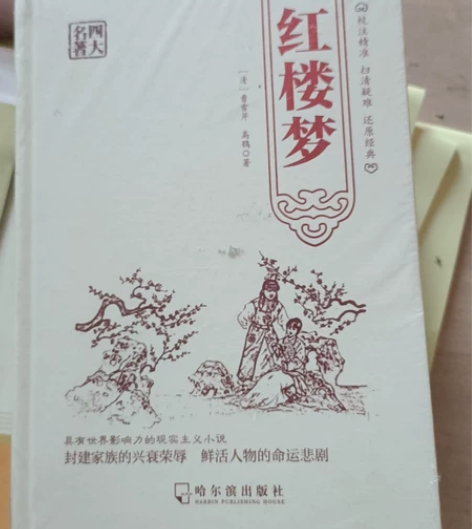 四大名著
红楼梦
校注精准 扫清疑难 还原经典
[清]曹雪芹 高鹗 著
具有世界影响力的现实主义小说
封建家族的兴衰荣辱 鲜活人物的命运悲剧
哈尔滨出版社
HARBIN PUBLISHING HOUSE